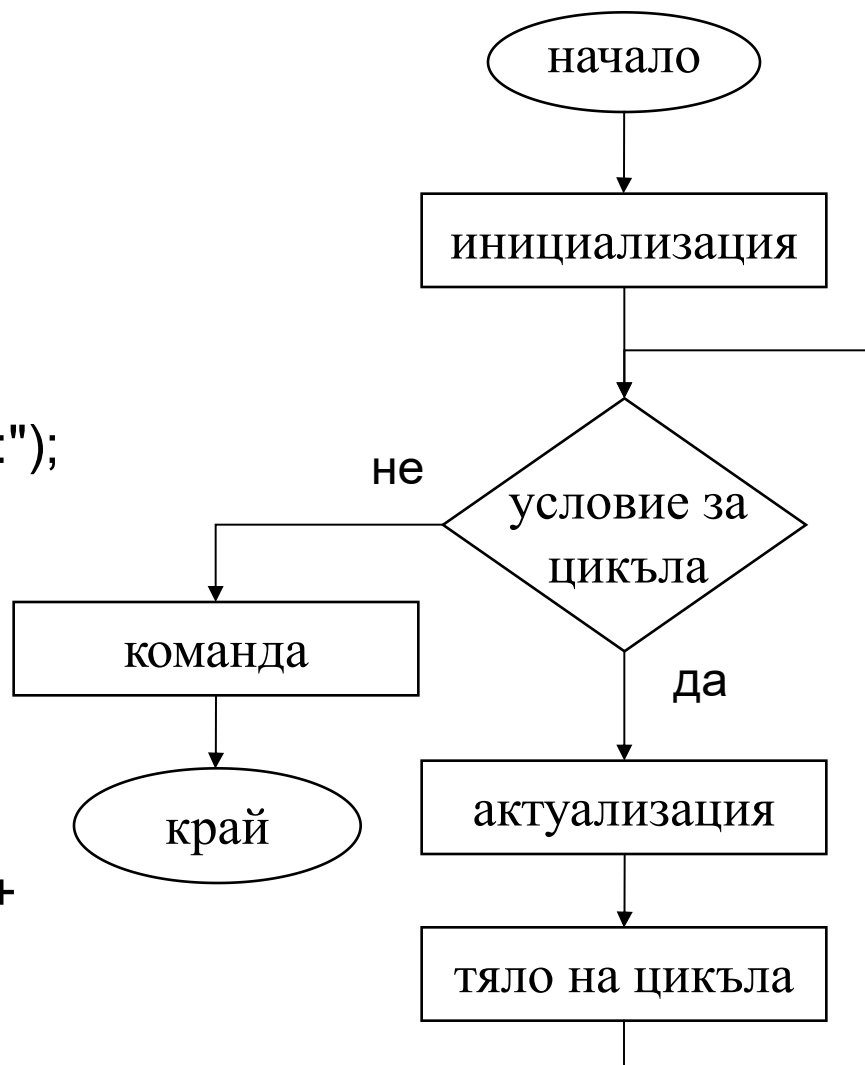 начало
инициализация
:");
не
условие за
цикъла
команда
да
актуализация
край
+
тяло на цикъла